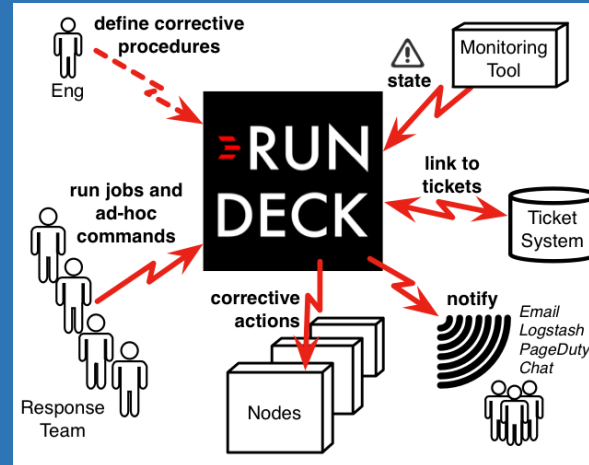 define corrective
procedures
Eng
state
Monitoring
Tool
RUN
DECK
run jobs and
ad-hoc
commands
link to
tickets
Ticket
System
corrective
actions
notify
Email
Logstash
PageDuty
Chat
Response
Team
Nodes